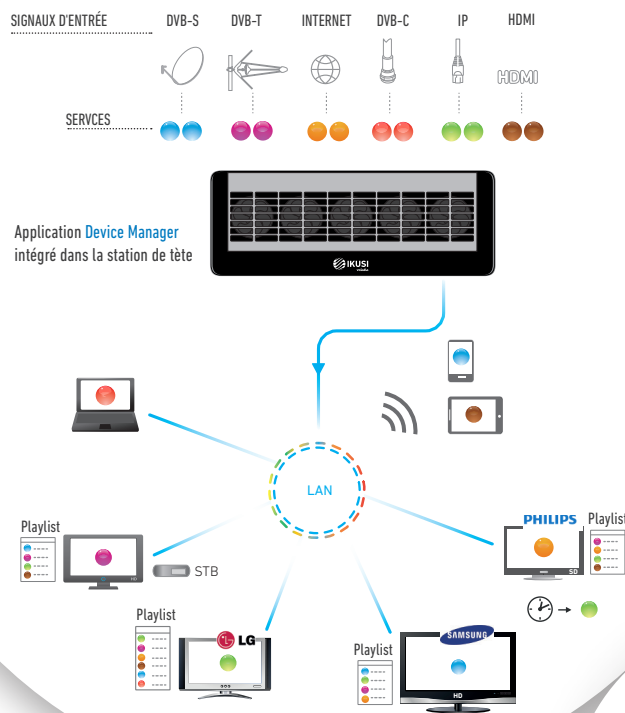 SIGNAUX D'ENTRÉE DVB-S DVB-T INTERNET DVB-C IP HDMI
HDMI
SERVCES
Application Device Manager
intégré dans la station de tète
IKUSI
LAN
Playlist
HD
STB
PHILIPS
Playlist
SD
Playlist
LG
SAMSUNG
Playlist
HD